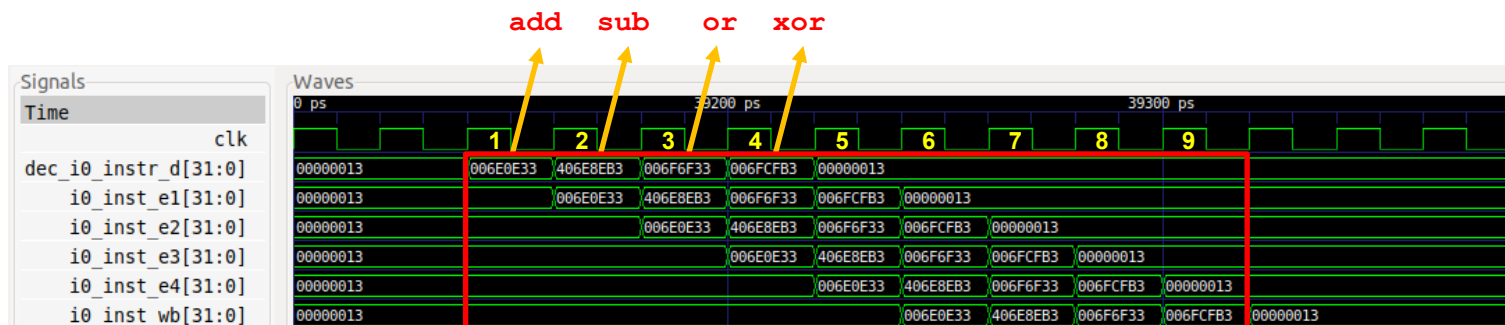 add sub or xor
Signals Waves
Time 0 ps 39200 ps 39300 ps
clk 1 2 3 4 5 6 7 8 9
dec_i0_instr_d[31:0] 00000013 006E0E33 406E8EB3 006F6F33 006FCFB3 00000013
i0_inst_e1[31:0] 00000013 006E0E33 406E8EB3 006F6F33 006FCFB3 00000013
i0_inst_e2[31:0] 00000013 006E0E33 406E8EB3 006F6F33 006FCFB3 00000013
i0_inst_e3[31:0] 00000013 006E0E33 406E8EB3 006F6F33 006FCFB3 00000013
i0_inst_e4[31:0] 00000013 006E0E33 406E8EB3 006F6F33 006FCFB3 00000013
i0_inst_wb[31:0] 00000013 006E0E33 406E8EB3 006F6F33 006FCFB3 00000013